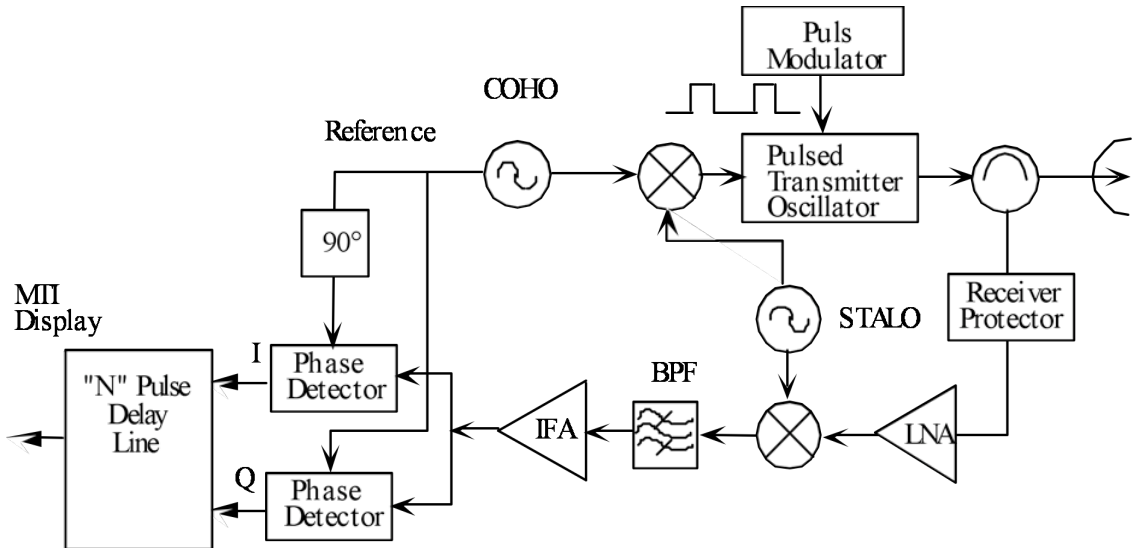 Puls
Modulator
COHO
Reference
Pulsed
Transmitter
Oscillator
90°
MTI
Display
STALO
Receiver
Protector
I
Phase
Detector
BPF
"N" Pulse
Delay
Line
IFA
LNA
Q
Phase
Detector